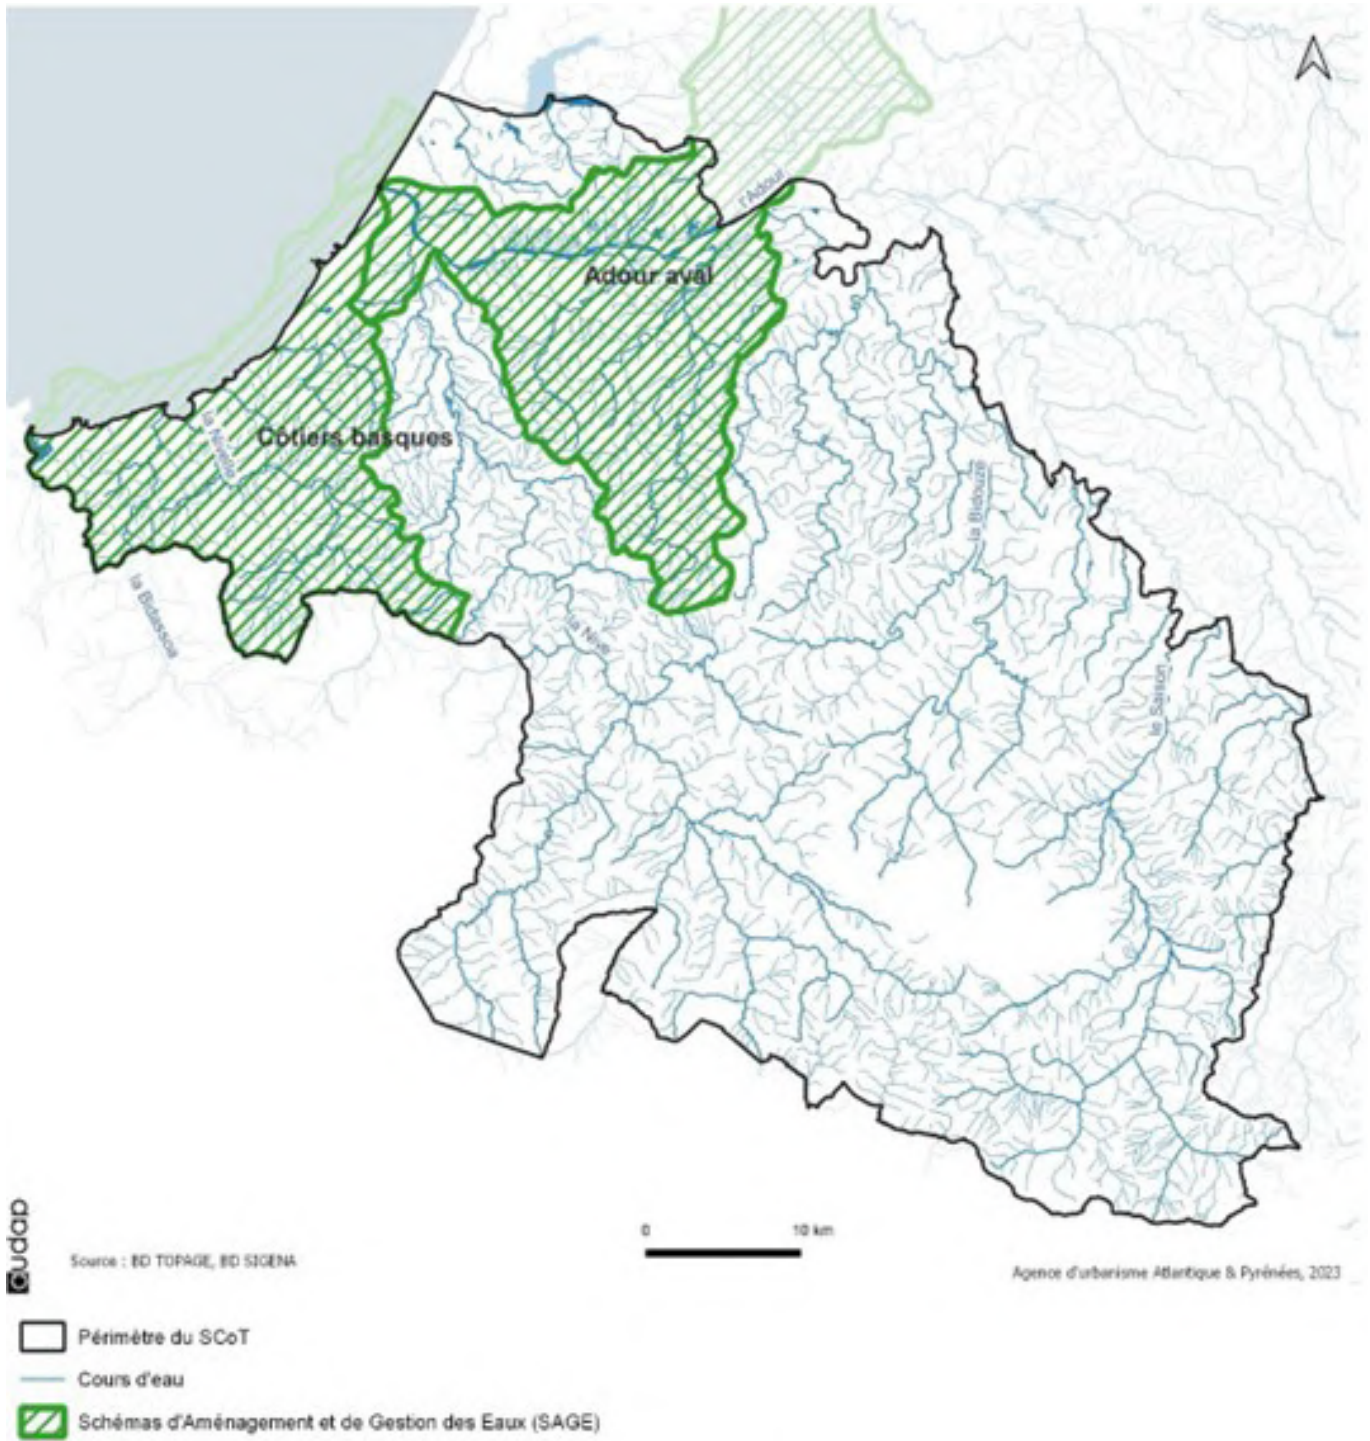 l'Adour
Adour aval
la Nivelle
Côtiers basques
la Bidouze
la Bidassoa
la Nive
le Saison
0 10 km
audap
Source : BD TOPAGE, BD SIGENA
Agence d'urbanisme Atlantique & Pyrénées, 2023
Périmètre du SCoT
Cours d'eau
Schémas d'Aménagement et de Gestion des Eaux (SAGE)